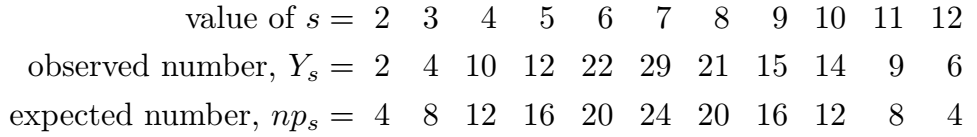 value of s = 2 3 4 5 6 7 8 9 10 11 12
observed number, Yₛ = 2 4 10 12 22 29 21 15 14 9 6
expected number, npₛ = 4 8 12 16 20 24 20 16 12 8 4